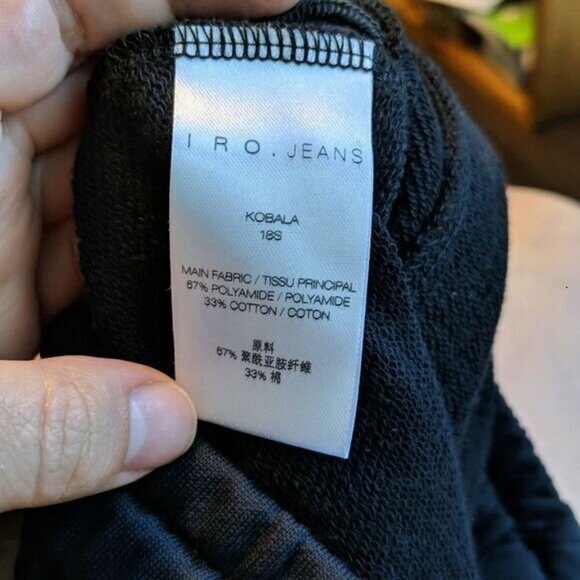 IRO.JEANS
KOBALA
18S
MAIN FABRIC / TISSU PRINCIPAL
67% POLYAMIDE / POLYAMIDE
33% COTTON / COTON
原料
67% 聚酰亚胺纤维
33% 棉